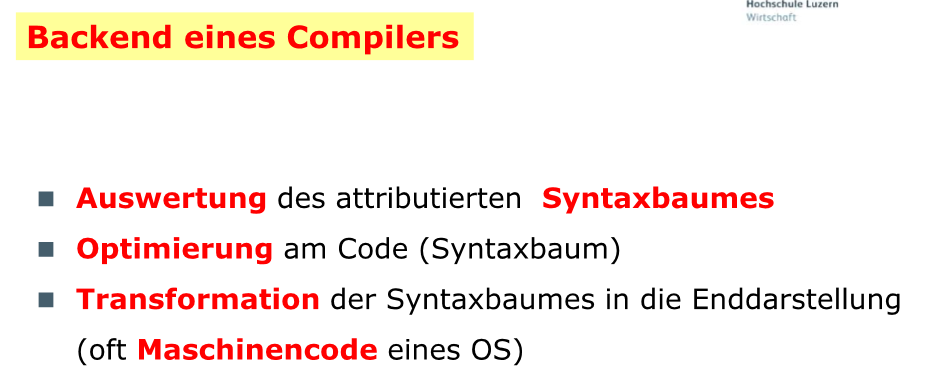 Hochschule Luzern
Wirtschaft
Backend eines Compilers
Auswertung des attributierten Syntaxbaumes
Optimierung am Code (Syntaxbaum)
Transformation der Syntaxbaumes in die Enddarstellung
(oft Maschinencode eines OS)